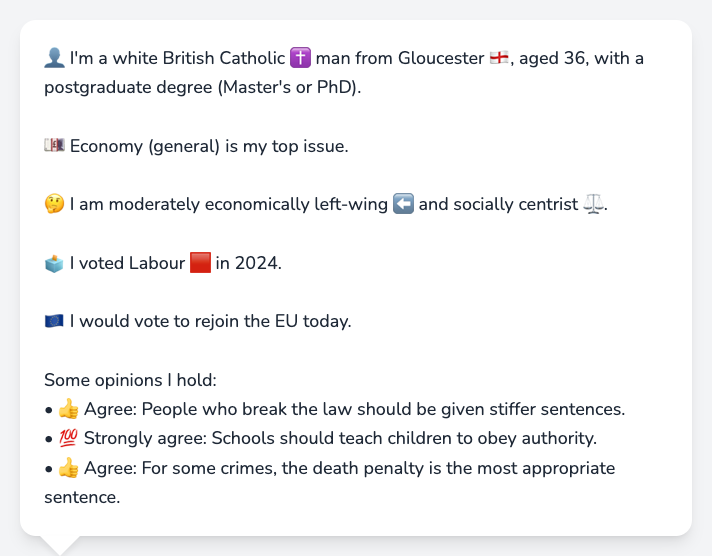 👤 I'm a white British Catholic ✝️ man from Gloucester 🏴󠁧󠁢󠁥󠁮󠁧󠁿, aged 36, with a
postgraduate degree (Master's or PhD).
💷 Economy (general) is my top issue.
🤔 I am moderately economically left-wing ⬅️ and socially centrist ⚖️.
🗳️ I voted Labour 🟥 in 2024.
🇪🇺 I would vote to rejoin the EU today.
Some opinions I hold:
• 👍 Agree: People who break the law should be given stiffer sentences.
• 💯 Strongly agree: Schools should teach children to obey authority.
• 👍 Agree: For some crimes, the death penalty is the most appropriate
sentence.